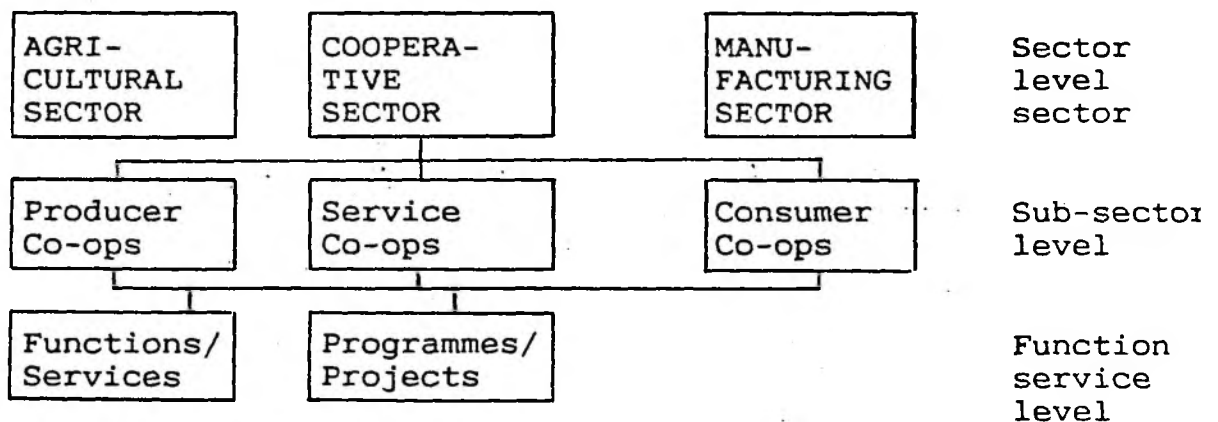 AGRI-
CULTURAL
SECTOR
COOPERA-
TIVE
SECTOR
MANU-
FACTURING
SECTOR
Sector
level
sector
Producer
Co-ops
Service
Co-ops
Consumer
Co-ops
Sub-sector
level
Functions/
Services
Programmes/
Projects
Function
service
level